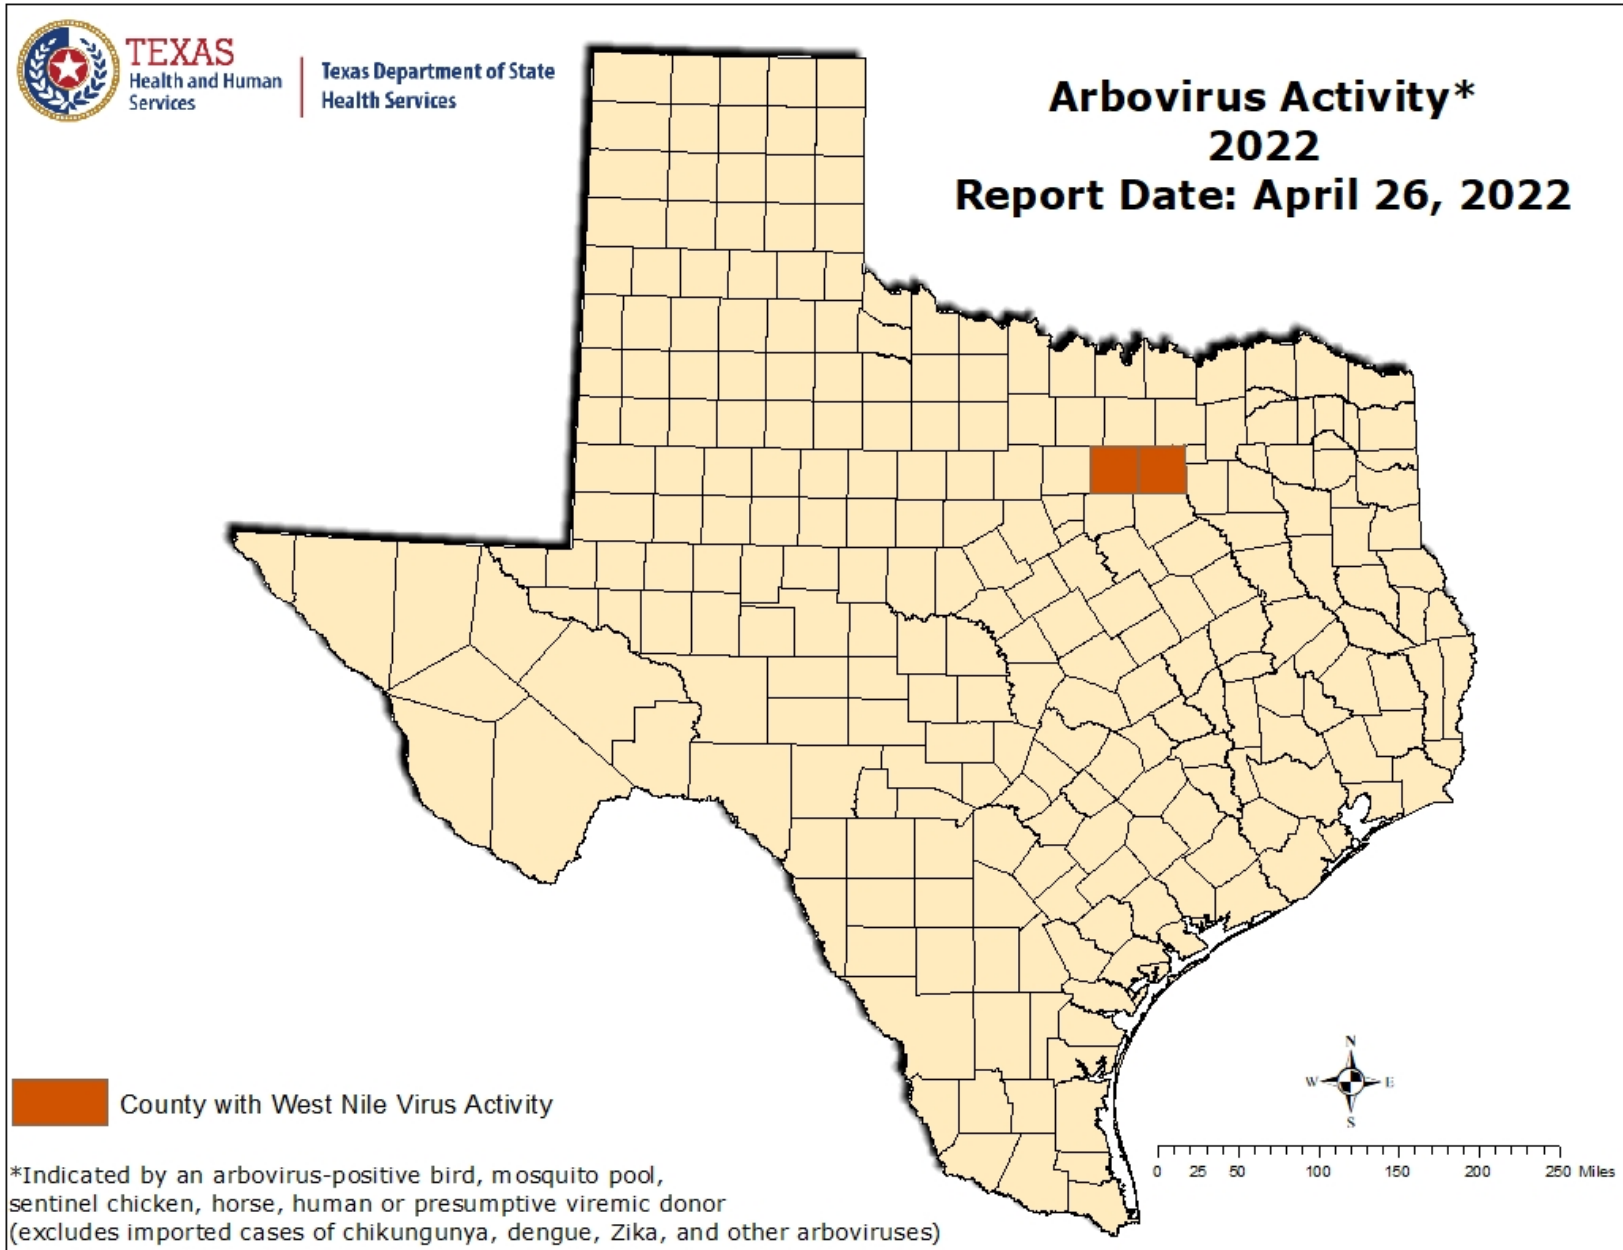 TEXAS
Health and Human
Services
Texas Department of State
Health Services
Arbovirus Activity*
2022
Report Date: April 26, 2022
County with West Nile Virus Activity
*Indicated by an arbovirus-positive bird, mosquito pool,
sentinel chicken, horse, human or presumptive viremic donor
(excludes imported cases of chikungunya, dengue, Zika, and other arboviruses)
N
W E
S
0 25 50 100 150 200 250 Miles